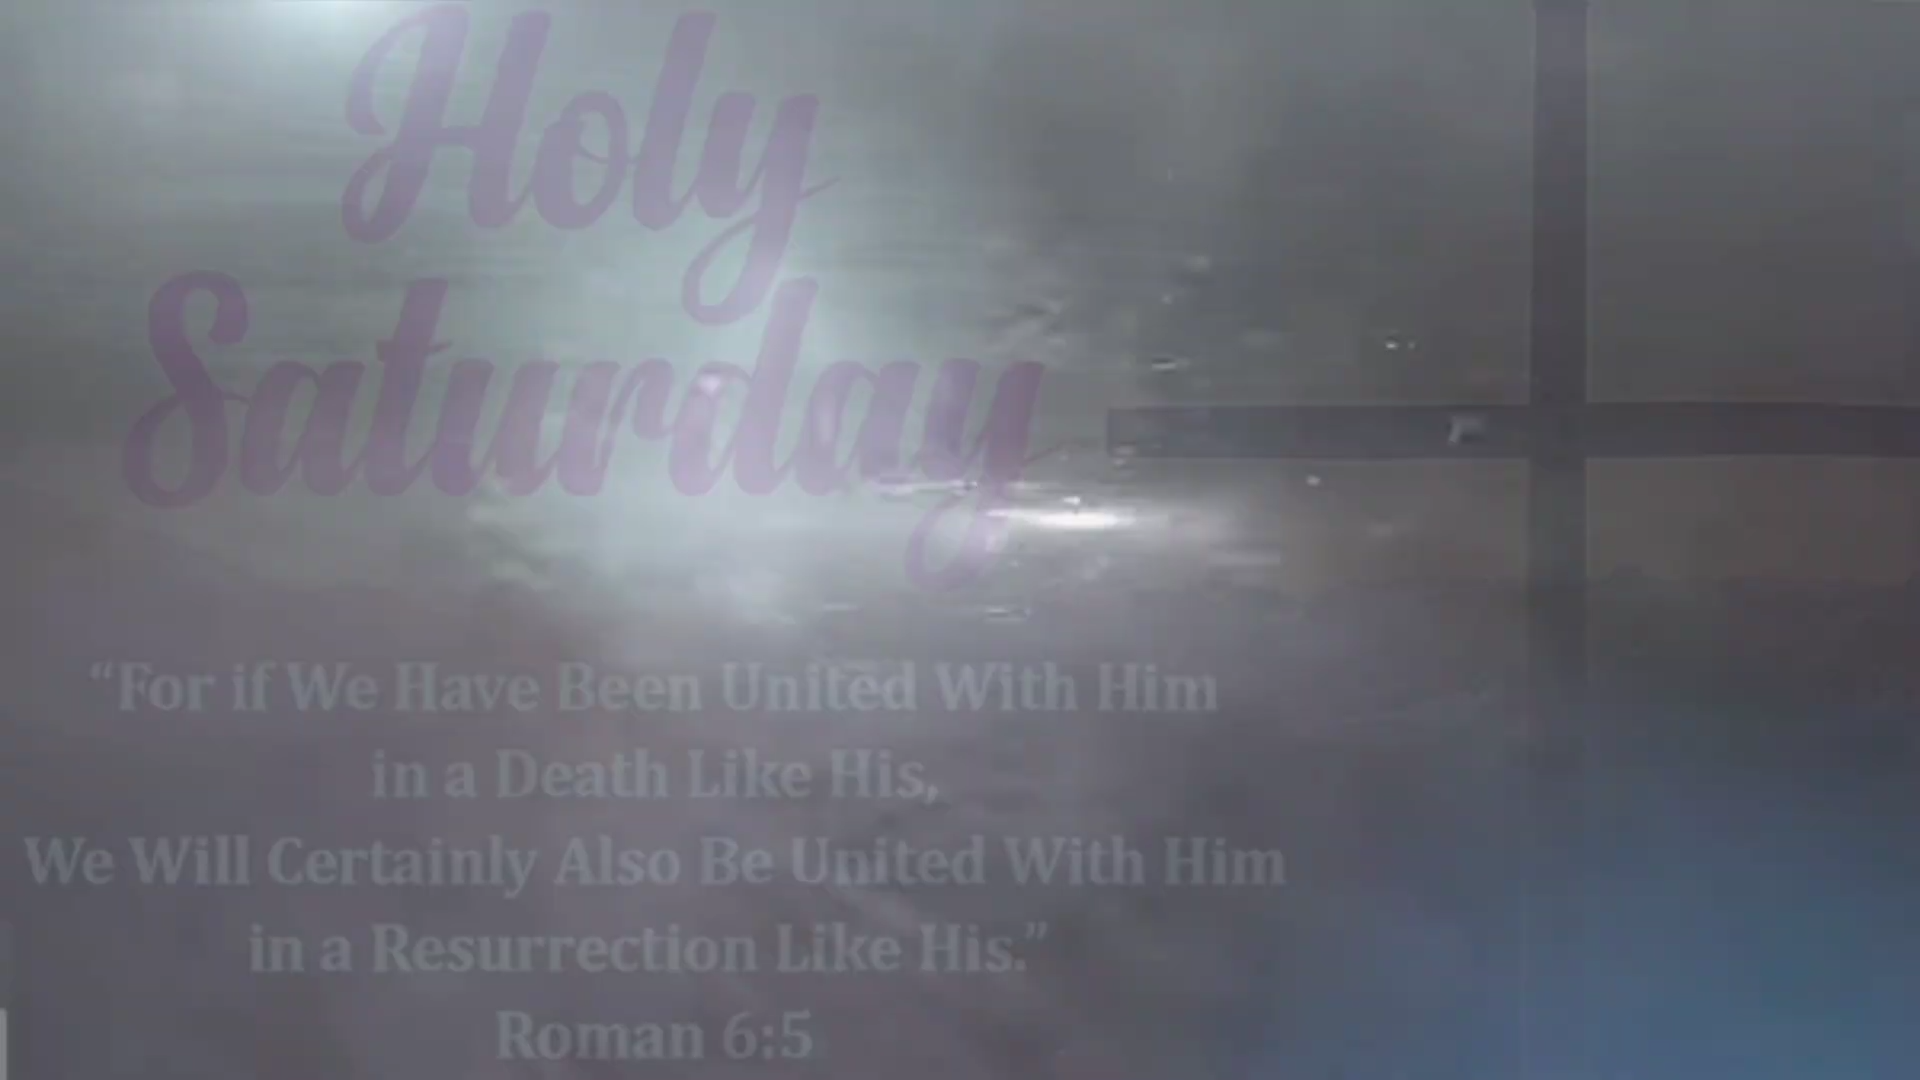 Holy
Saturday
“For if We Have Been United With Him
in a Death Like His,
We Will Certainly Also Be United With Him
in a Resurrection Like His.”
Roman 6:5